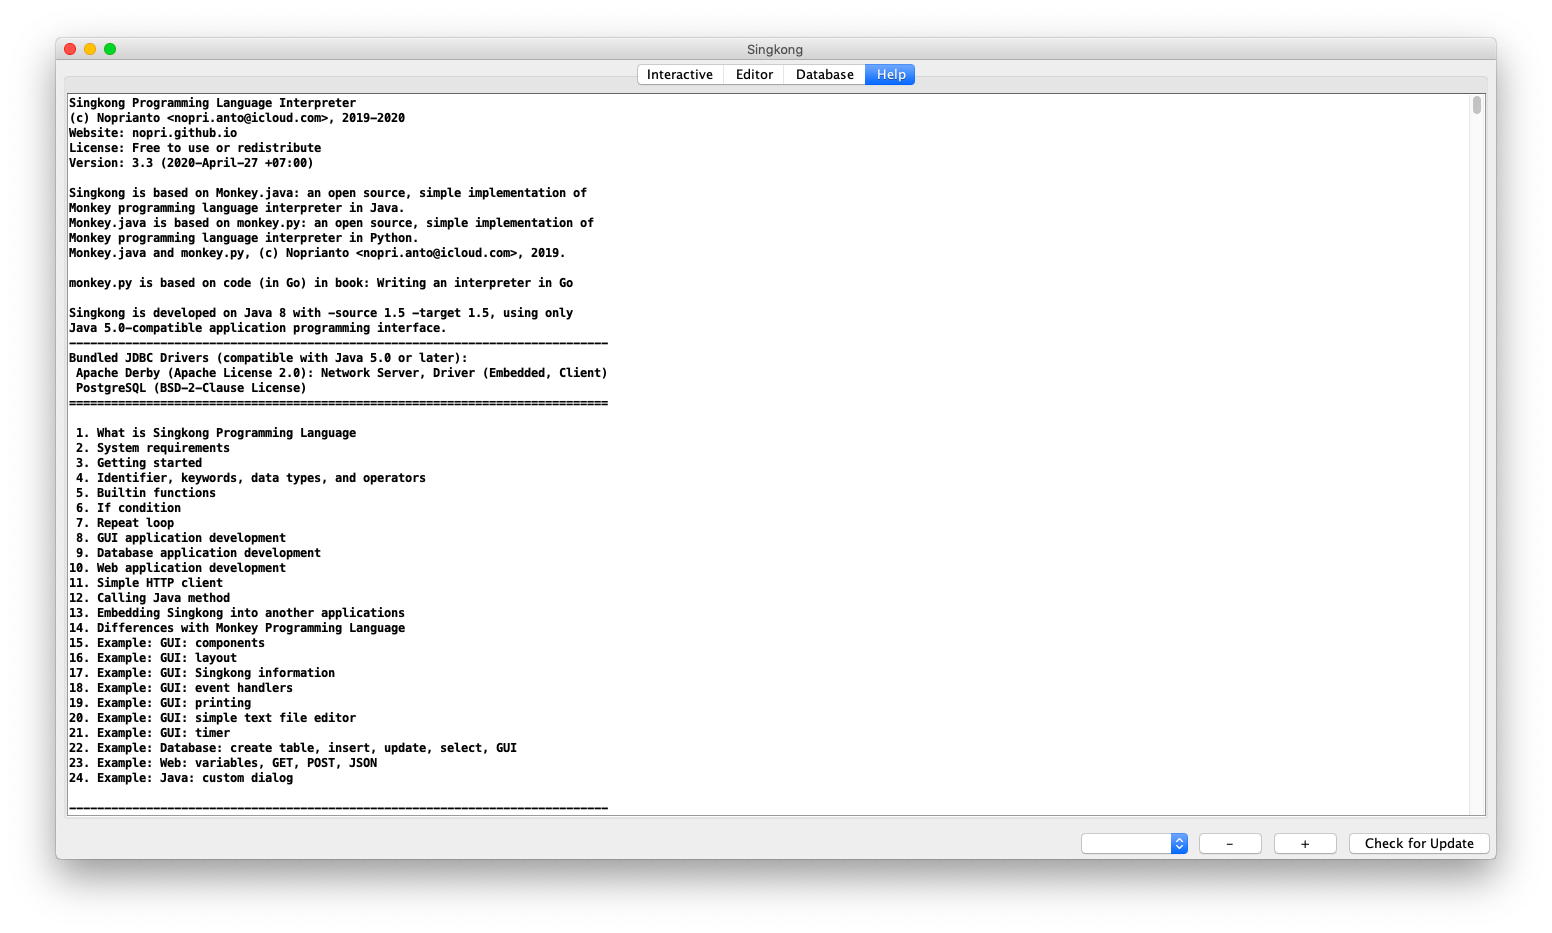 Singkong
Interactive Editor Database Help
Singkong Programming Language Interpreter
(c) Noprianto <nopri.anto@icloud.com>, 2019-2020
Website: nopri.github.io
License: Free to use or redistribute
Version: 3.3 (2020-April-27 +07:00)
Singkong is based on Monkey.java: an open source, simple implementation of
Monkey programming language interpreter in Java.
Monkey.java is based on monkey.py: an open source, simple implementation of
Monkey programming language interpreter in Python.
Monkey.java and monkey.py, (c) Noprianto <nopri.anto@icloud.com>, 2019.
monkey.py is based on code (in Go) in book: Writing an interpreter in Go
Singkong is developed on Java 8 with -source 1.5 -target 1.5, using only
Java 5.0-compatible application programming interface.
-----------------------------------------------------------------------------
Bundled JDBC Drivers (compatible with Java 5.0 or later):
 Apache Derby (Apache License 2.0): Network Server, Driver (Embedded, Client)
 PostgreSQL (BSD-2-Clause License)
=============================================================================
 1. What is Singkong Programming Language
 2. System requirements
 3. Getting started
 4. Identifier, keywords, data types, and operators
 5. Builtin functions
 6. If condition
 7. Repeat loop
 8. GUI application development
 9. Database application development
10. Web application development
11. Simple HTTP client
12. Calling Java method
13. Embedding Singkong into another applications
14. Differences with Monkey Programming Language
15. Example: GUI: components
16. Example: GUI: layout
17. Example: GUI: Singkong information
18. Example: GUI: event handlers
19. Example: GUI: printing
20. Example: GUI: simple text file editor
21. Example: GUI: timer
22. Example: Database: create table, insert, update, select, GUI
23. Example: Web: variables, GET, POST, JSON
24. Example: Java: custom dialog
-----------------------------------------------------------------------------
- + Check for Update